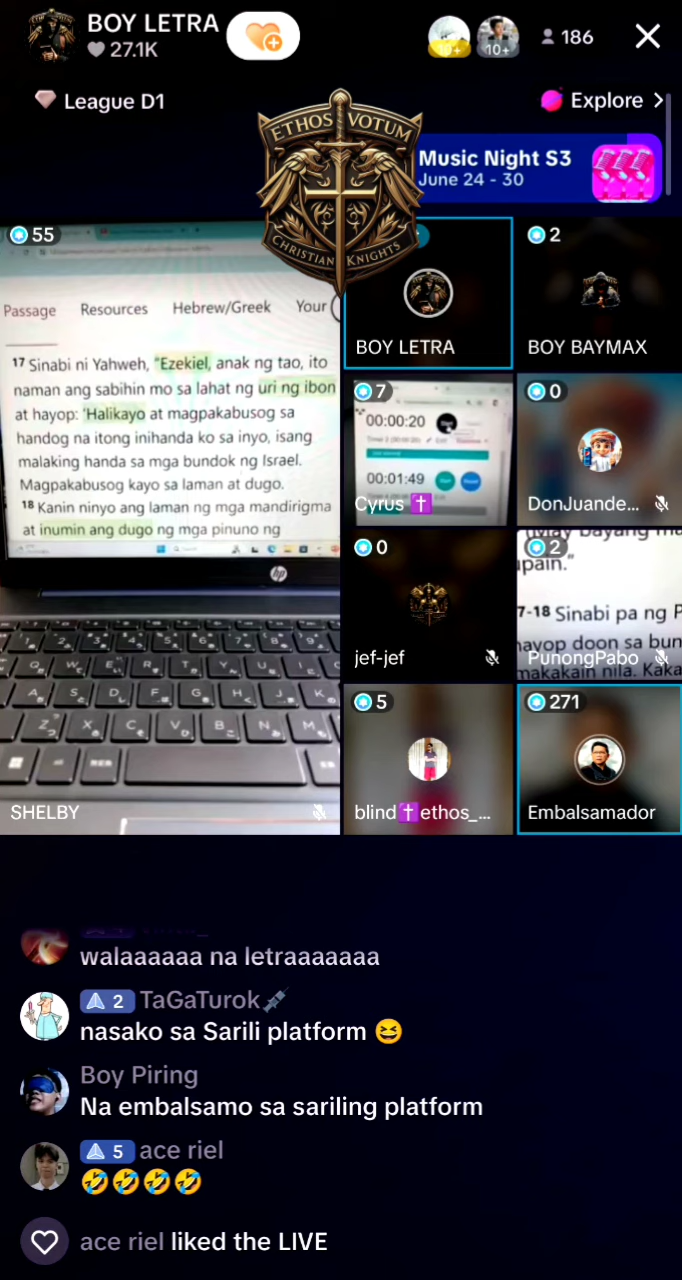 BOY LETRA
27.1K
10+
10+
186
League D1
Explore
ETHOS VOTUM
CHRISTIAN KNIGHTS
Music Night S3
June 24 - 30
55
Passage
Resources
Hebrew/Greek
Your
17 Sinabi ni Yahweh, "Ezekiel, anak ng tao, ito
naman ang sabihin mo sa lahat ng uri ng ibon
at hayop: 'Halikayo at magpakabusog sa
handog na itong inihanda ko sa inyo, isang
malaking handa sa mga bundok ng Israel.
Magpakabusog kayo sa laman at dugo.
18 Kanin ninyo ang laman ng mga mandirigma
at inumin ang dugo ng mga pinuno ng
hp
SHELBY
BOY LETRA
2
BOY BAYMAX
7
00:00:20
00:01:49
Cyrus
0
DonJuande...
0
jef-jef
2
pain."
7-18 Sinabi pa ng P
hayop doon sa bun
makakain nila. Kaka
PunongPabo
5
blind ethos_...
271
Embalsamador
walaaaaaa na letraaaaaaa
2 TaGaTurok
nasako sa Sarili platform 😆
Boy Piring
Na embalsamo sa sariling platform
5 ace riel
🤣🤣🤣🤣
ace riel liked the LIVE